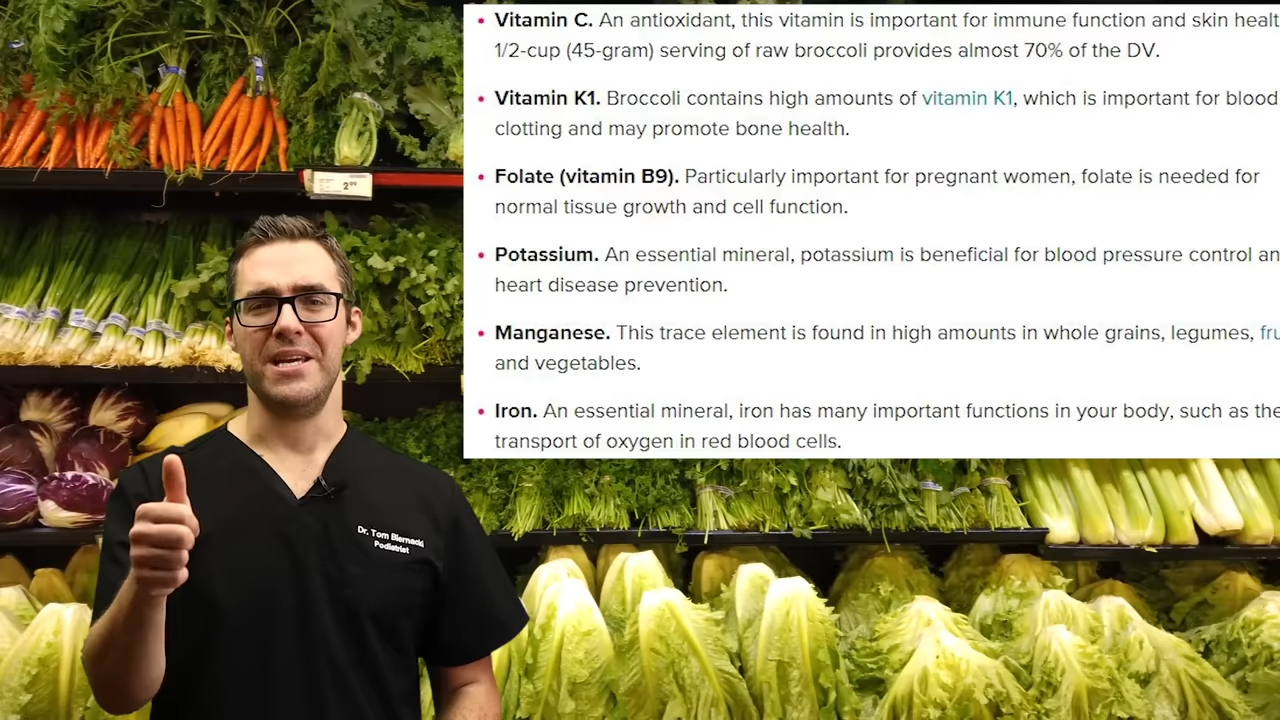 Vitamin C. An antioxidant, this vitamin is important for immune function and skin healt
1/2-cup (45-gram) serving of raw broccoli provides almost 70% of the DV.
Vitamin K1. Broccoli contains high amounts of vitamin K1, which is important for blood
clotting and may promote bone health.
Folate (vitamin B9). Particularly important for pregnant women, folate is needed for
normal tissue growth and cell function.
Potassium. An essential mineral, potassium is beneficial for blood pressure control an
heart disease prevention.
Manganese. This trace element is found in high amounts in whole grains, legumes, fru
and vegetables.
Iron. An essential mineral, iron has many important functions in your body, such as the
transport of oxygen in red blood cells.
2⁹⁹
Dr. Tom Biernacki
Podiatrist